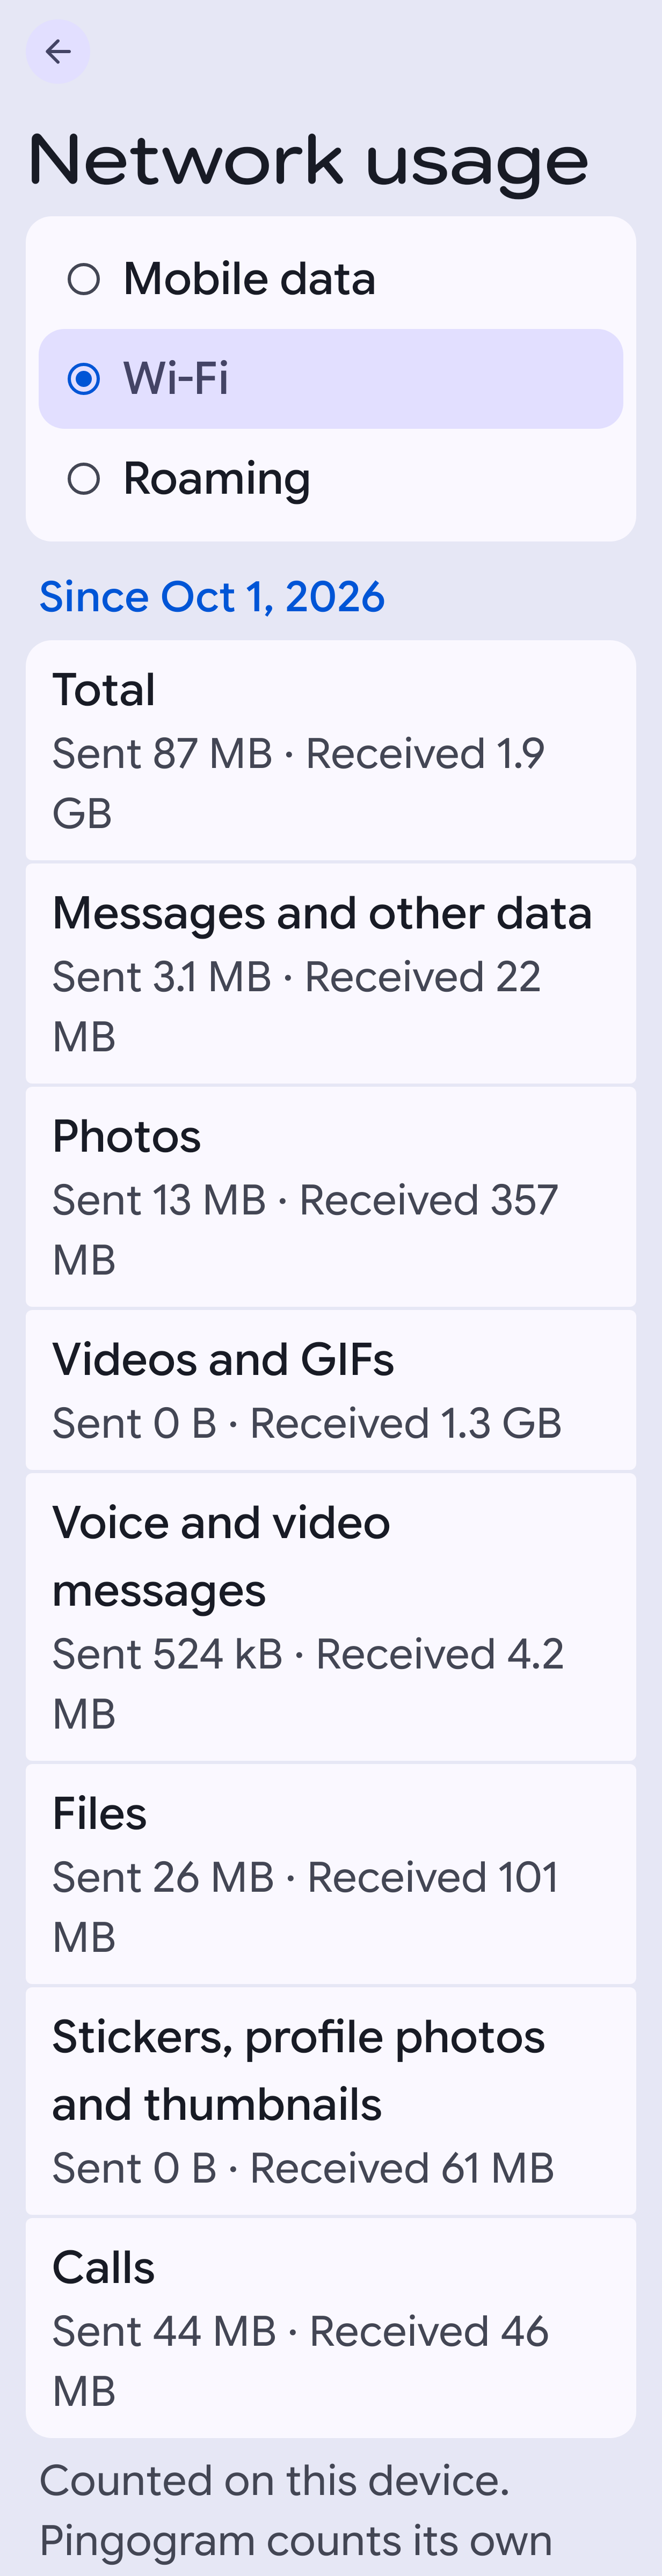 Network usage
Mobile data
Wi-Fi
Roaming
Since Oct 1, 2026
Total
Sent 87 MB · Received 1.9
GB
Messages and other data
Sent 3.1 MB · Received 22
MB
Photos
Sent 13 MB · Received 357
MB
Videos and GIFs
Sent 0 B · Received 1.3 GB
Voice and video
messages
Sent 524 kB · Received 4.2
MB
Files
Sent 26 MB · Received 101
MB
Stickers, profile photos
and thumbnails
Sent 0 B · Received 61 MB
Calls
Sent 44 MB · Received 46
MB
Counted on this device.
Pingogram counts its own